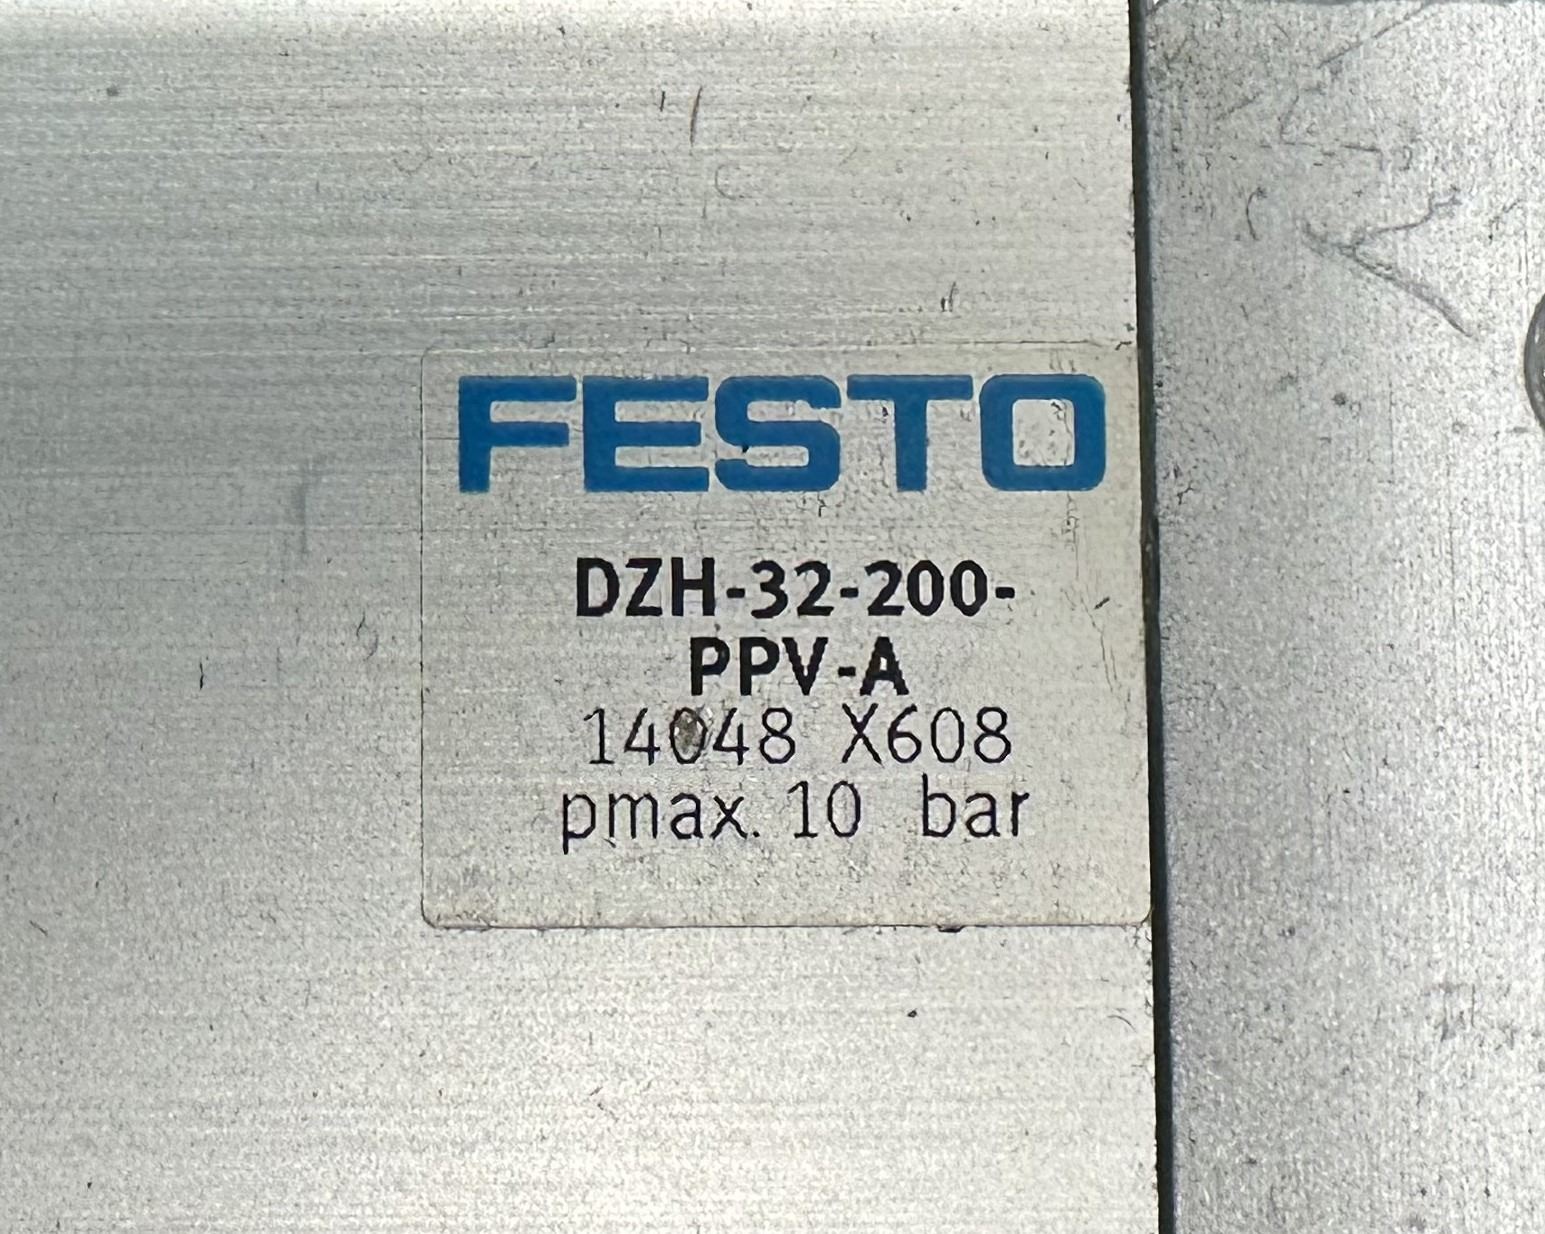 FESTO
DZH-32-200-
PPV-A
14048 X608
pmax. 10 bar